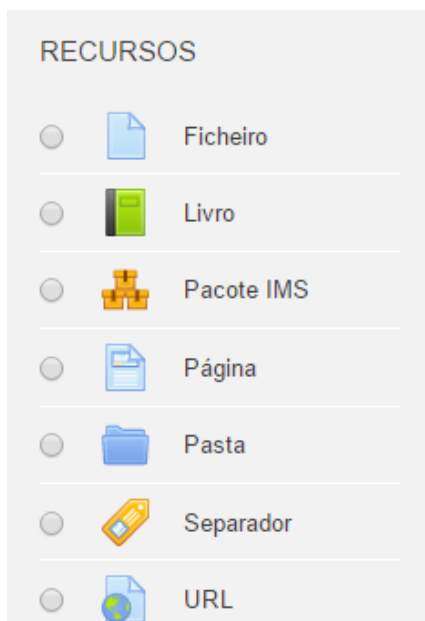 RECURSOS
Ficheiro
Livro
Pacote IMS
Página
Pasta
Separador
URL